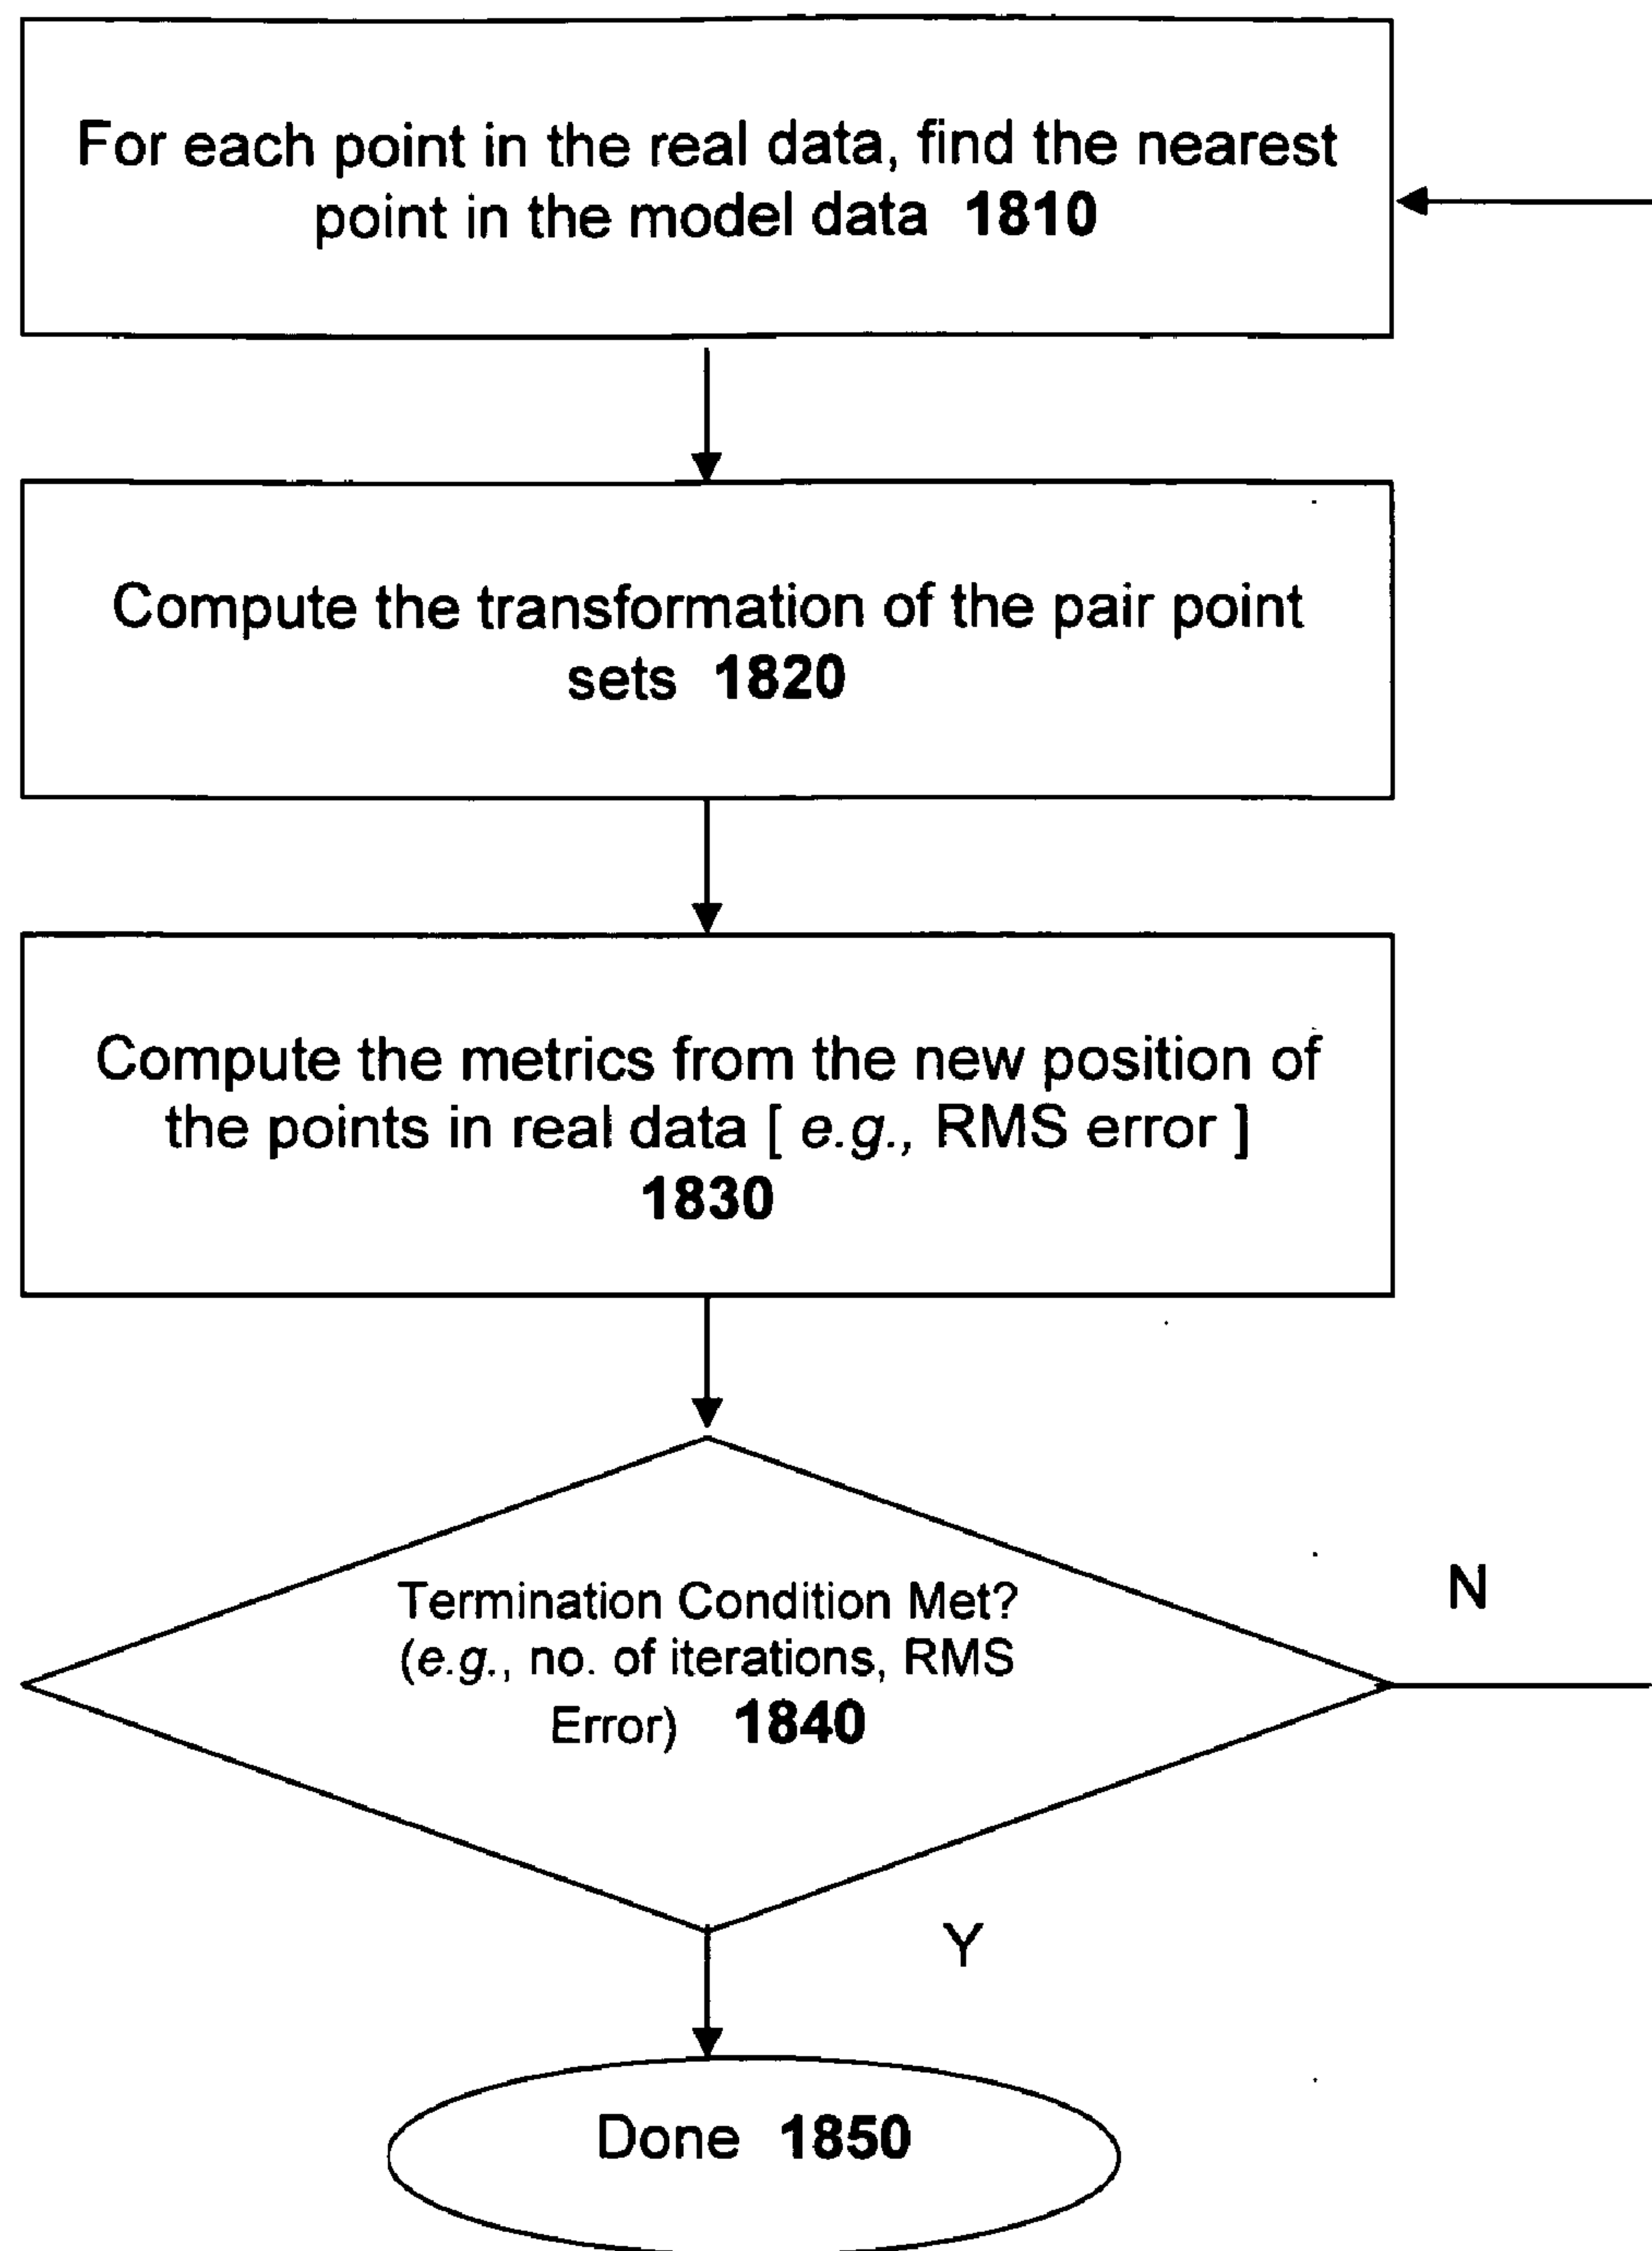 For each point in the real data, find the nearest
point in the model data 1810
Compute the transformation of the pair point
sets 1820
Compute the metrics from the new position of
the points in real data [ e.g., RMS error ]
1830
Termination Condition Met?
(e.g., no. of iterations, RMS
Error) 1840
N
Y
Done 1850